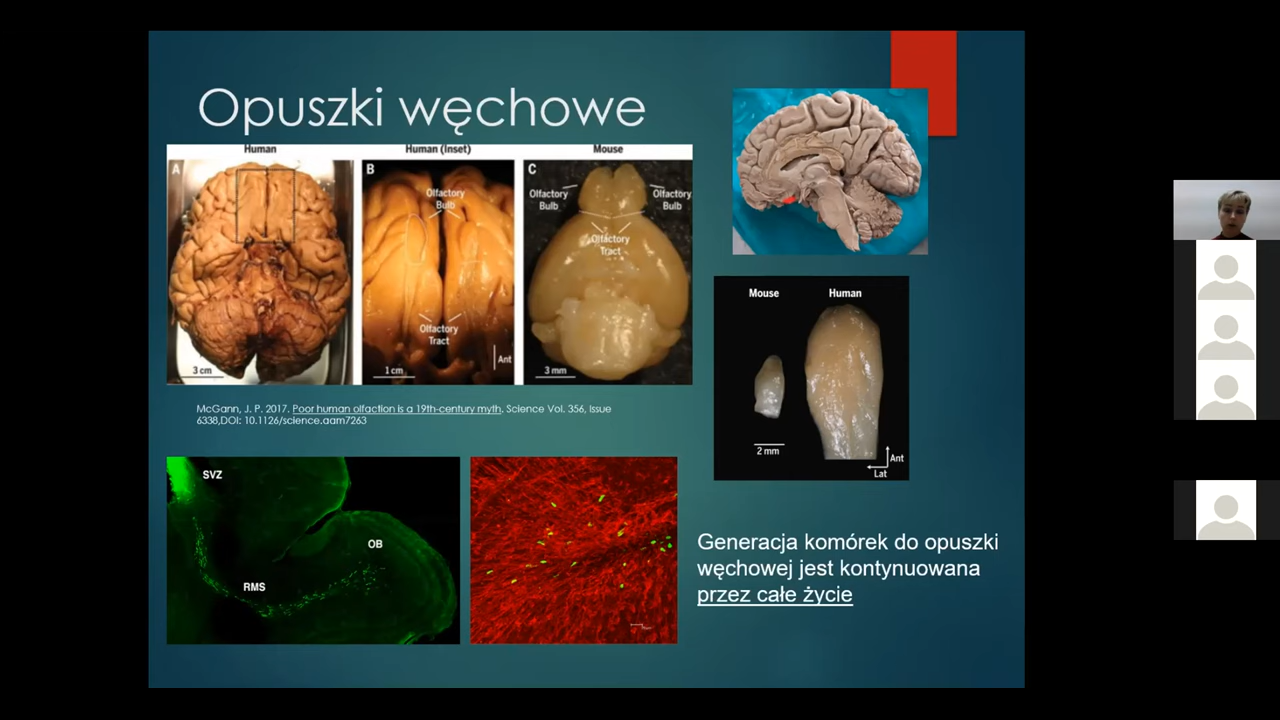 Opuszki węchowe
Human
Human (Inset)
Mouse
A
B
C
Olfactory
Bulb
Olfactory
Bulb
Olfactory
Bulb
Olfactory
Tract
Olfactory
Tract
Ant
3 cm
1 cm
3 mm
McGann, J. P. 2017. Poor human olfaction is a 19th-century myth. Science Vol. 356, Issue
6338,DOI: 10.1126/science.aam7263
Mouse
Human
2 mm
Ant
Lat
SVZ
OB
RMS
Generacja komórek do opuszki
węchowej jest kontynuowana
przez całe życie